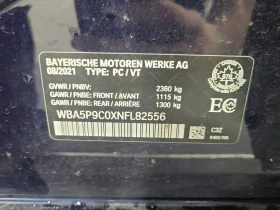 BAYERISCHE MOTOREN WERKE AG
08/2021 TYPE: PC / VT
GVWR / PNBV : 2360 kg
GAWR / PNBE - FRONT / AVANT : 1115 kg
GAWR / PNBE - REAR / ARRIÈRE : 1300 kg
WBA5P9C0XNFL82556
EC
C3Z